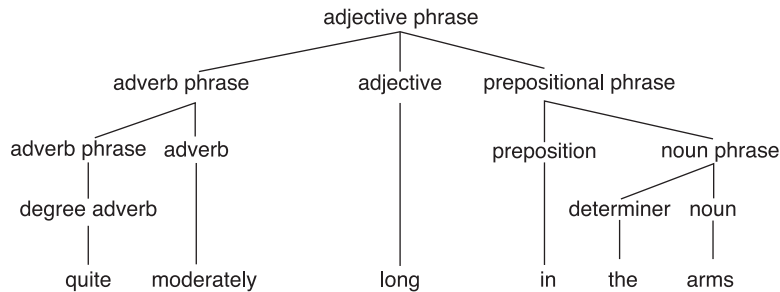 adjective phrase
adverb phrase adjective prepositional phrase
adverb phrase adverb preposition noun phrase
degree adverb determiner noun
quite moderately long in the arms